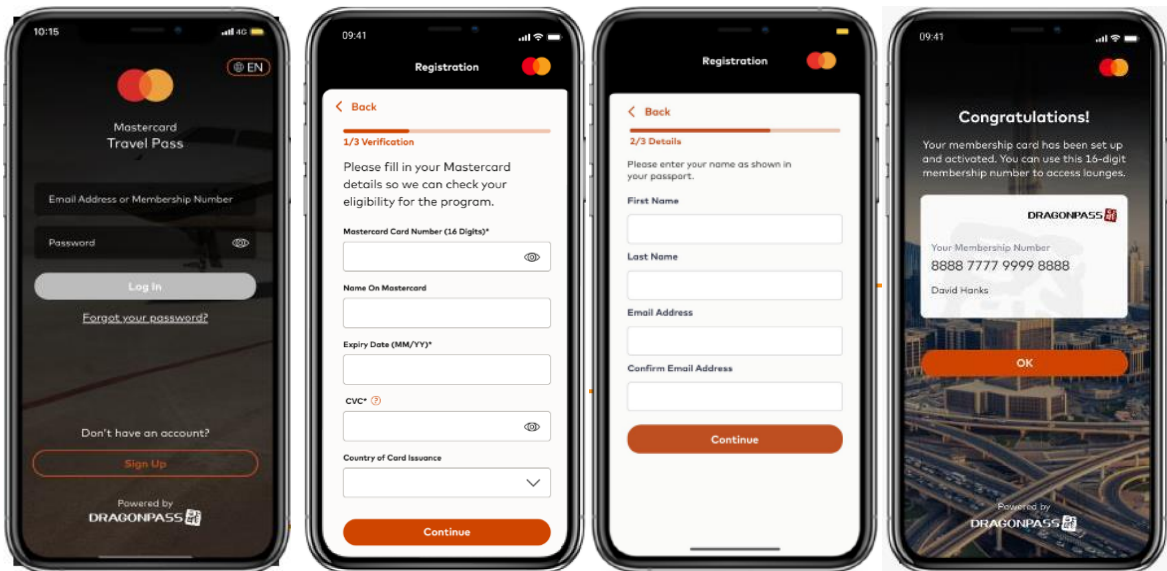 10:15
4G
EN
Mastercard
Travel Pass
Email Address or Membership Number
Password
Log In
Forgot your password?
Don't have an account?
Sign Up
Powered by
DRAGONPASS
09:41
Registration
Back
1/3 Verification
Please fill in your Mastercard
details so we can check your
eligibility for the program.
Mastercard Card Number (16 Digits)*
Name On Mastercard
Expiry Date (MM/YY)*
CVC* ?
Country of Card Issuance
Continue
Registration
Back
2/3 Details
Please enter your name as shown in
your passport.
First Name
Last Name
Email Address
Confirm Email Address
Continue
09:41
Congratulations!
Your membership card has been set up
and activated. You can use this 16-digit
membership number to access lounges.
DRAGONPASS
Your Membership Number
8888 7777 9999 8888
David Hanks
OK
Powered by
DRAGONPASS